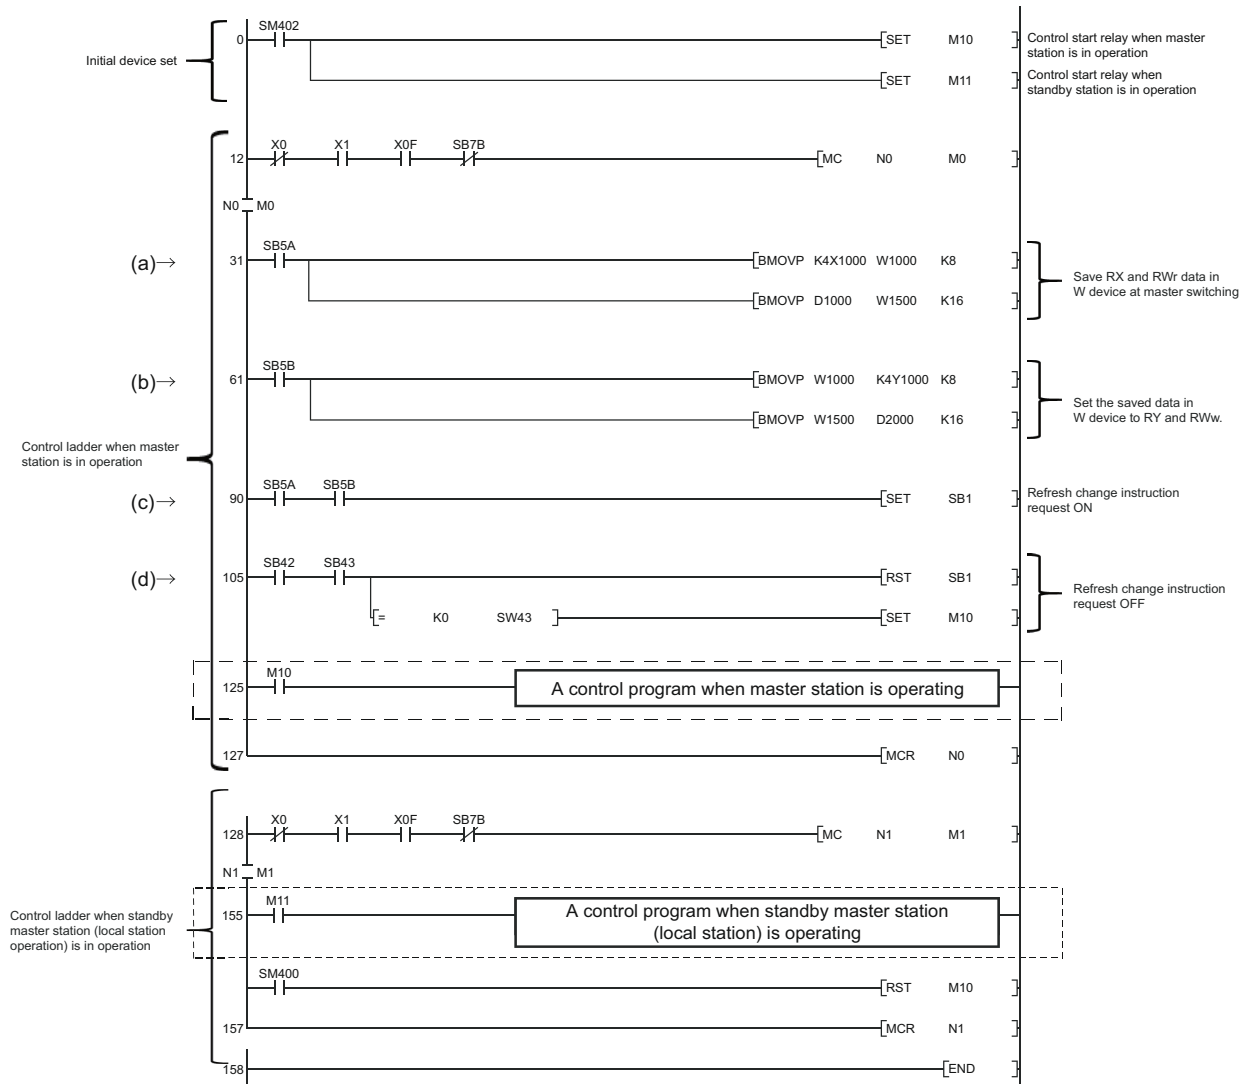 SM402
0 SET M10 Control start relay when master
station is in operation
Initial device set
SET M11 Control start relay when
standby station is in operation
X0 X1 X0F SB7B
12 MC N0 M0
N0 M0
SB5A
(a)→ 31 BMOVP K4X1000 W1000 K8
Save RX and RWr data in
W device at master switching
BMOVP D1000 W1500 K16
SB5B
(b)→ 61 BMOVP W1000 K4Y1000 K8
Set the saved data in
W device to RY and RWw.
BMOVP W1500 D2000 K16
Control ladder when master
station is in operation
SB5A SB5B
(c)→ 90 SET SB1 Refresh change instruction
request ON
SB42 SB43
(d)→ 105 RST SB1
Refresh change instruction
request OFF
= K0 SW43 SET M10
M10
125 A control program when master station is operating
127 MCR N0
X0 X1 X0F SB7B
128 MC N1 M1
N1 M1
M11
155 A control program when standby master station
(local station) is operating
Control ladder when standby
master station (local station
operation) is in operation
SM400
RST M10
157 MCR N1
158 END